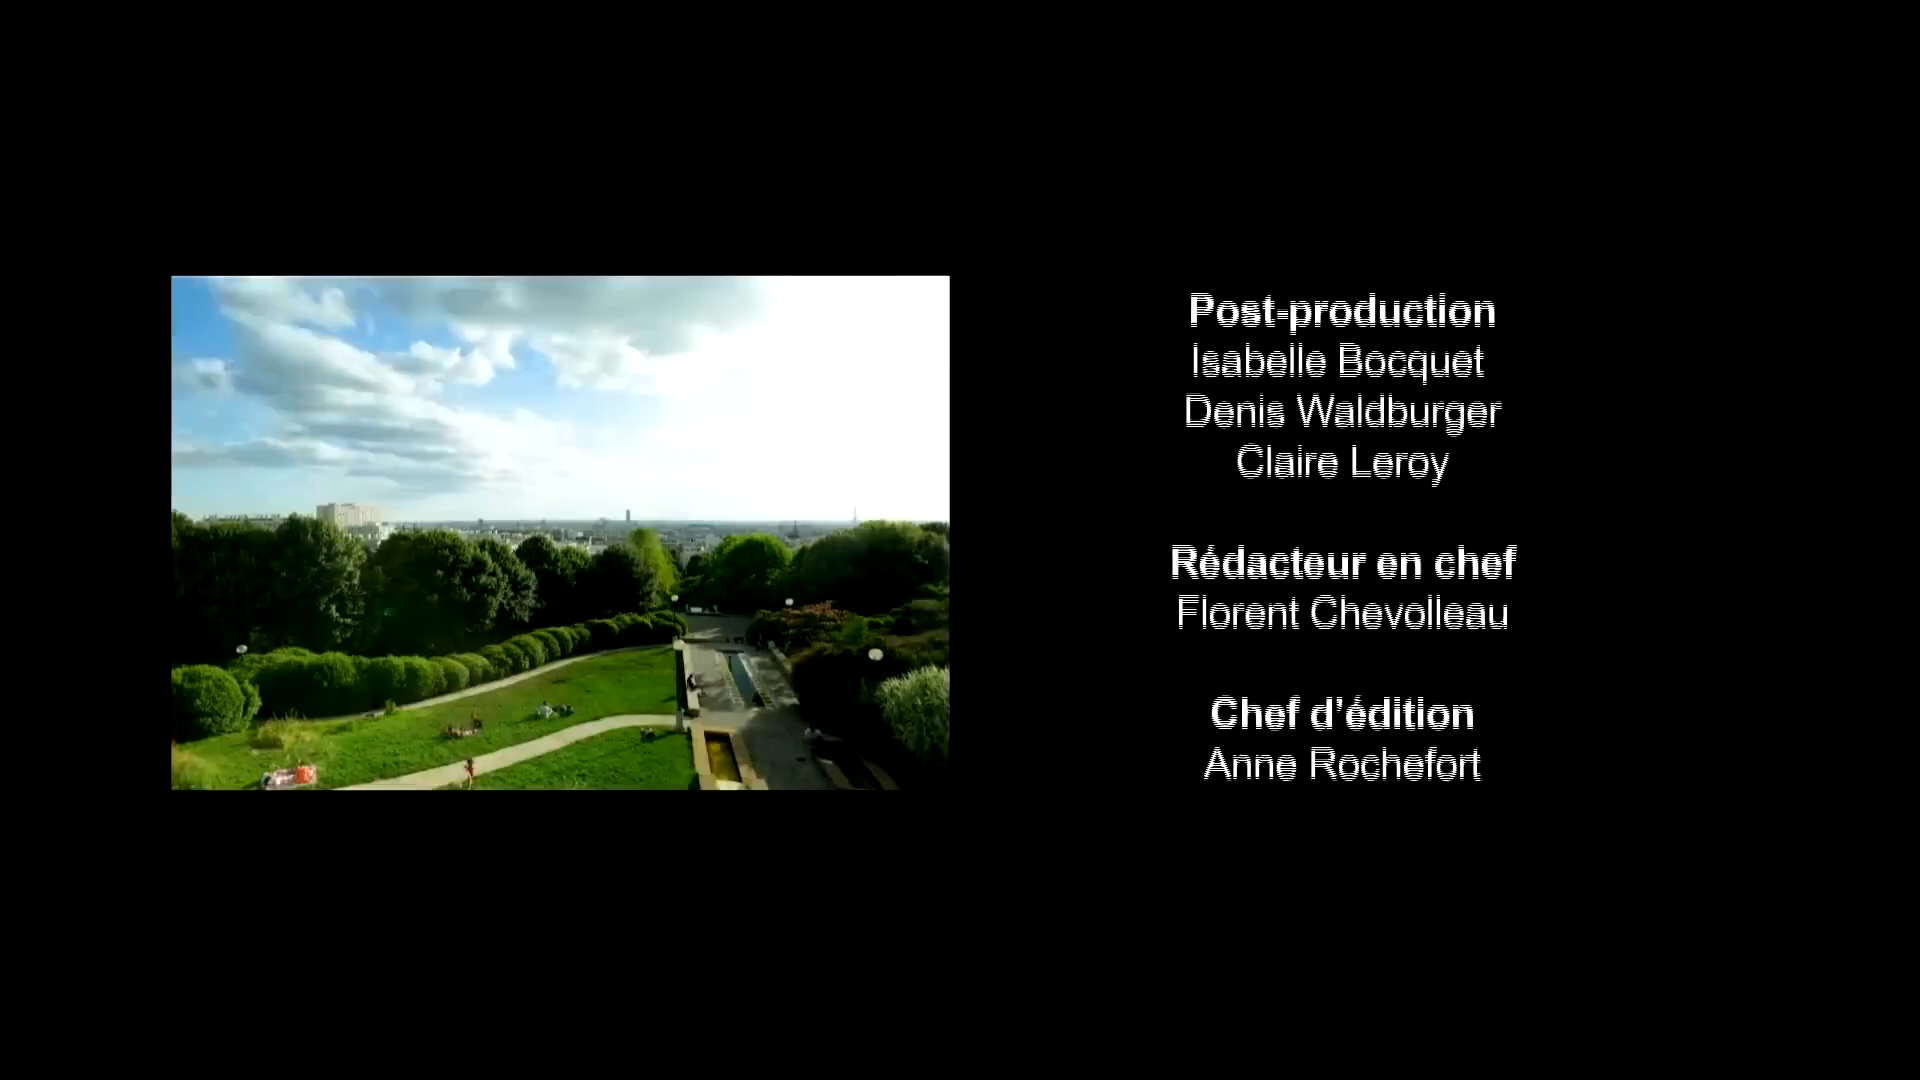 Post-production
Isabelle Bocquet
Denis Waldburger
Claire Leroy
Rédacteur en chef
Florent Chevolleau
Chef d’édition
Anne Rochefort